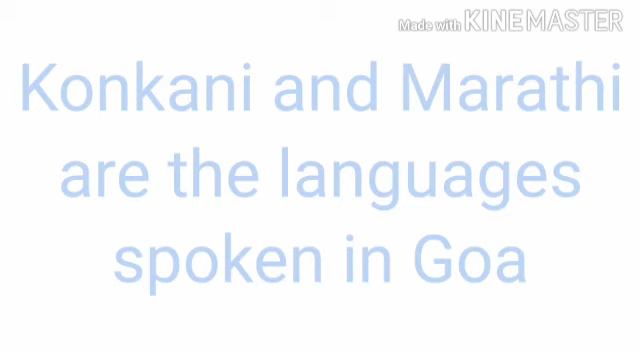 Made with KINEMASTER
Konkani and Marathi
are the languages
spoken in Goa